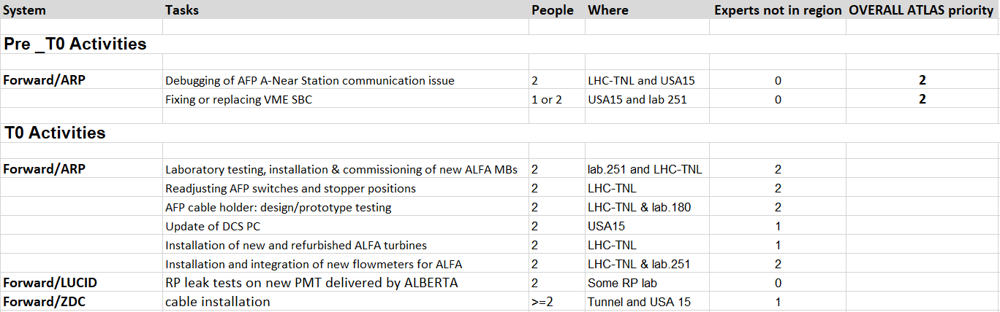 System Tasks People Where Experts not in region OVERALL ATLAS priority
Pre _T0 Activities
Forward/ARP Debugging of AFP A-Near Station communication issue 2 LHC-TNL and USA15 0 2
Fixing or replacing VME SBC 1 or 2 USA15 and lab 251 0 2
T0 Activities
Forward/ARP Laboratory testing, installation & commissioning of new ALFA MBs 2 lab.251 and LHC-TNL 2
Readjusting AFP switches and stopper positions 2 LHC-TNL 2
AFP cable holder: design/prototype testing 2 LHC-TNL & lab.180 2
Update of DCS PC 2 USA15 1
Installation of new and refurbished ALFA turbines 2 LHC-TNL 1
Installation and integration of new flowmeters for ALFA 2 LHC-TNL & lab.251 2
Forward/LUCID RP leak tests on new PMT delivered by ALBERTA 2 Some RP lab 0
Forward/ZDC cable installation >=2 Tunnel and USA 15 1